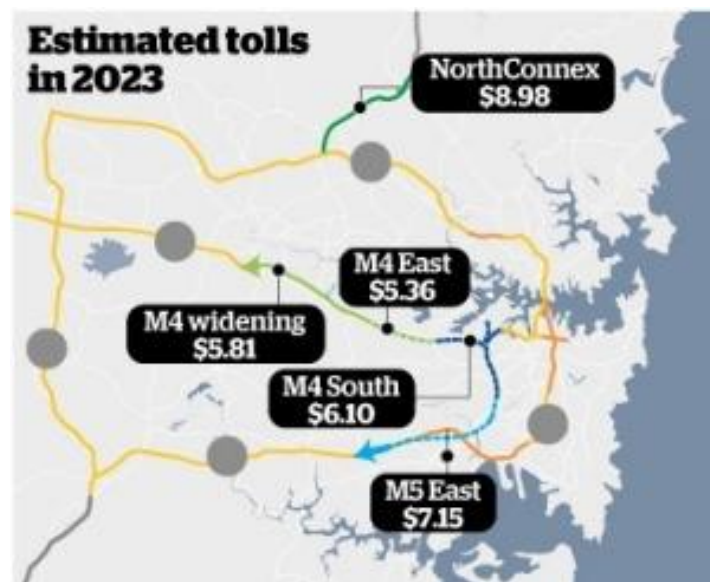 Estimated tolls
in 2023
NorthConnex
$8.98
M4 East
$5.36
M4 widening
$5.81
M4 South
$6.10
M5 East
$7.15